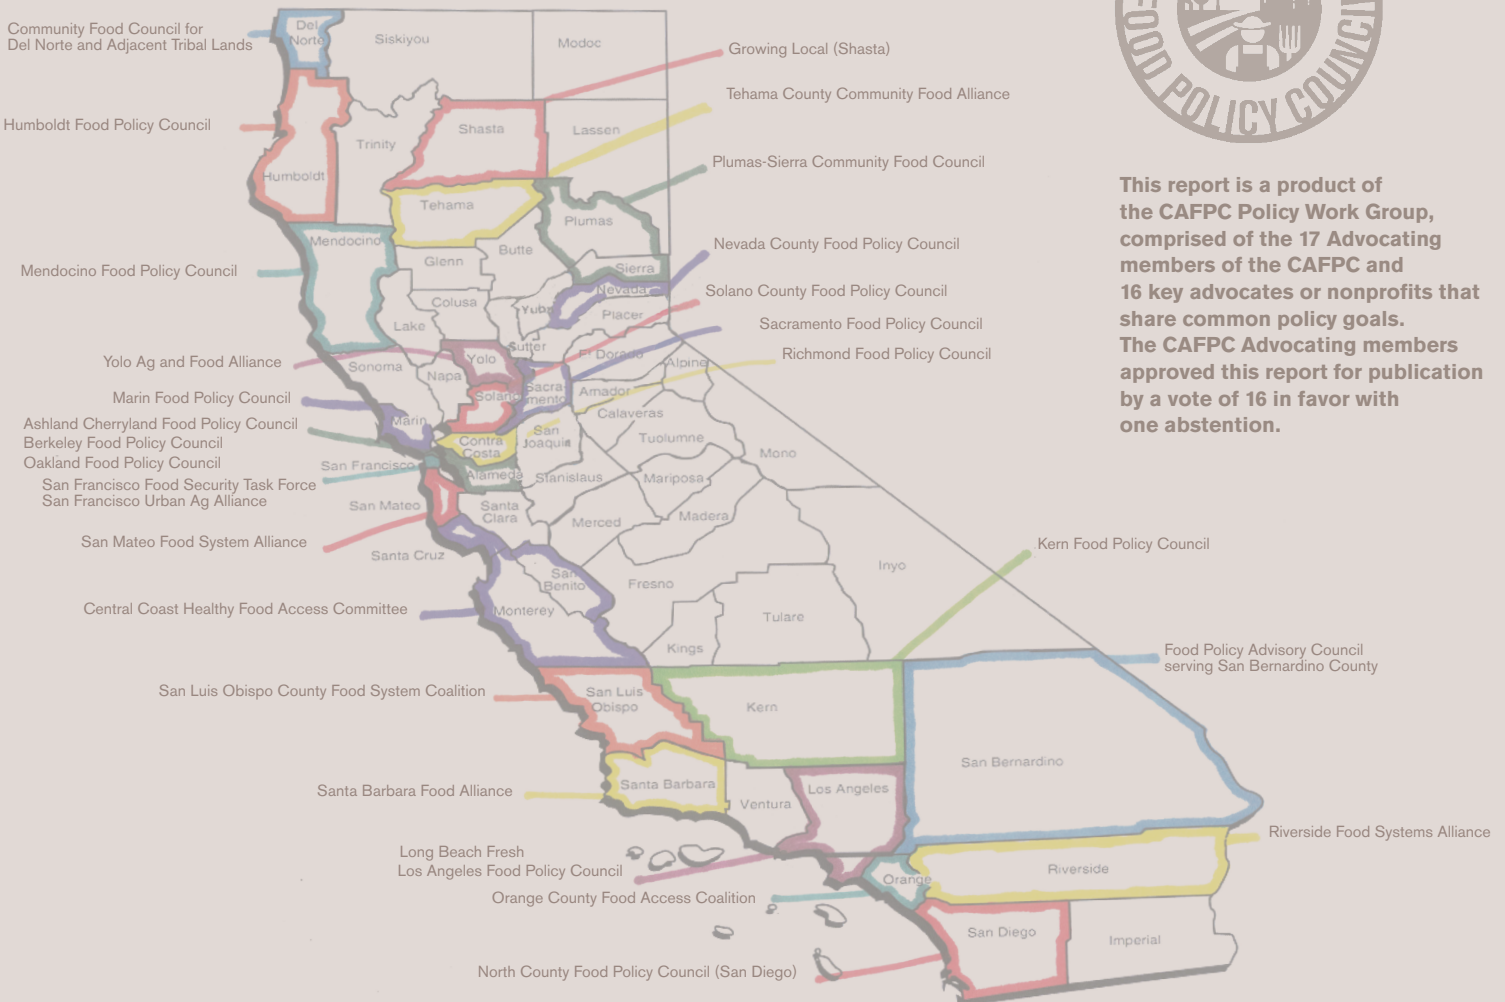 Community Food Council for
Del Norte and Adjacent Tribal Lands
Humboldt Food Policy Council
Mendocino Food Policy Council
Yolo Ag and Food Alliance
Marin Food Policy Council
Ashland Cherryland Food Policy Council
Berkeley Food Policy Council
Oakland Food Policy Council
San Francisco Food Security Task Force
San Francisco Urban Ag Alliance
San Mateo Food System Alliance
Central Coast Healthy Food Access Committee
San Luis Obispo County Food System Coalition
Santa Barbara Food Alliance
Long Beach Fresh
Los Angeles Food Policy Council
Orange County Food Access Coalition
North County Food Policy Council (San Diego)
Del
Norte
Siskiyou
Modoc
Shasta
Lassen
Trinity
Humboldt
Tehama
Plumas
Mendocino
Butte
Glenn
Sierra
Nevada
Colusa
Yuba
Placer
Lake
Sutter
El Dorado
Yolo
Alpine
Sonoma
Napa
Sacra-
mento
Amador
Solano
Calaveras
Marin
San
Joaquin
Contra
Costa
Tuolumne
Mono
San Francisco
Alameda
Stanislaus
Mariposa
San Mateo
Santa
Clara
Merced
Madera
Santa Cruz
Inyo
San
Benito
Fresno
Monterey
Tulare
Kings
San Luis
Obispo
Kern
San Bernardino
Santa Barbara
Los Angeles
Ventura
Riverside
Orange
San Diego
Imperial
Growing Local (Shasta)
Tehama County Community Food Alliance
Plumas-Sierra Community Food Council
Nevada County Food Policy Council
Solano County Food Policy Council
Sacramento Food Policy Council
Richmond Food Policy Council
Kern Food Policy Council
Food Policy Advisory Council
serving San Bernardino County
Riverside Food Systems Alliance
POLICY
This report is a product of
the CAFPC Policy Work Group,
comprised of the 17 Advocating
members of the CAFPC and
16 key advocates or nonprofits that
share common policy goals.
The CAFPC Advocating members
approved this report for publication
by a vote of 16 in favor with
one abstention.